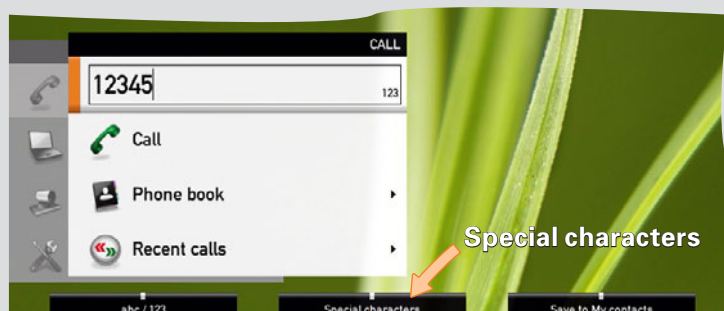 CALL
12345
123
Call
Phone book
Recent calls
Special characters
abc / 123
Special characters
Save to My contacts